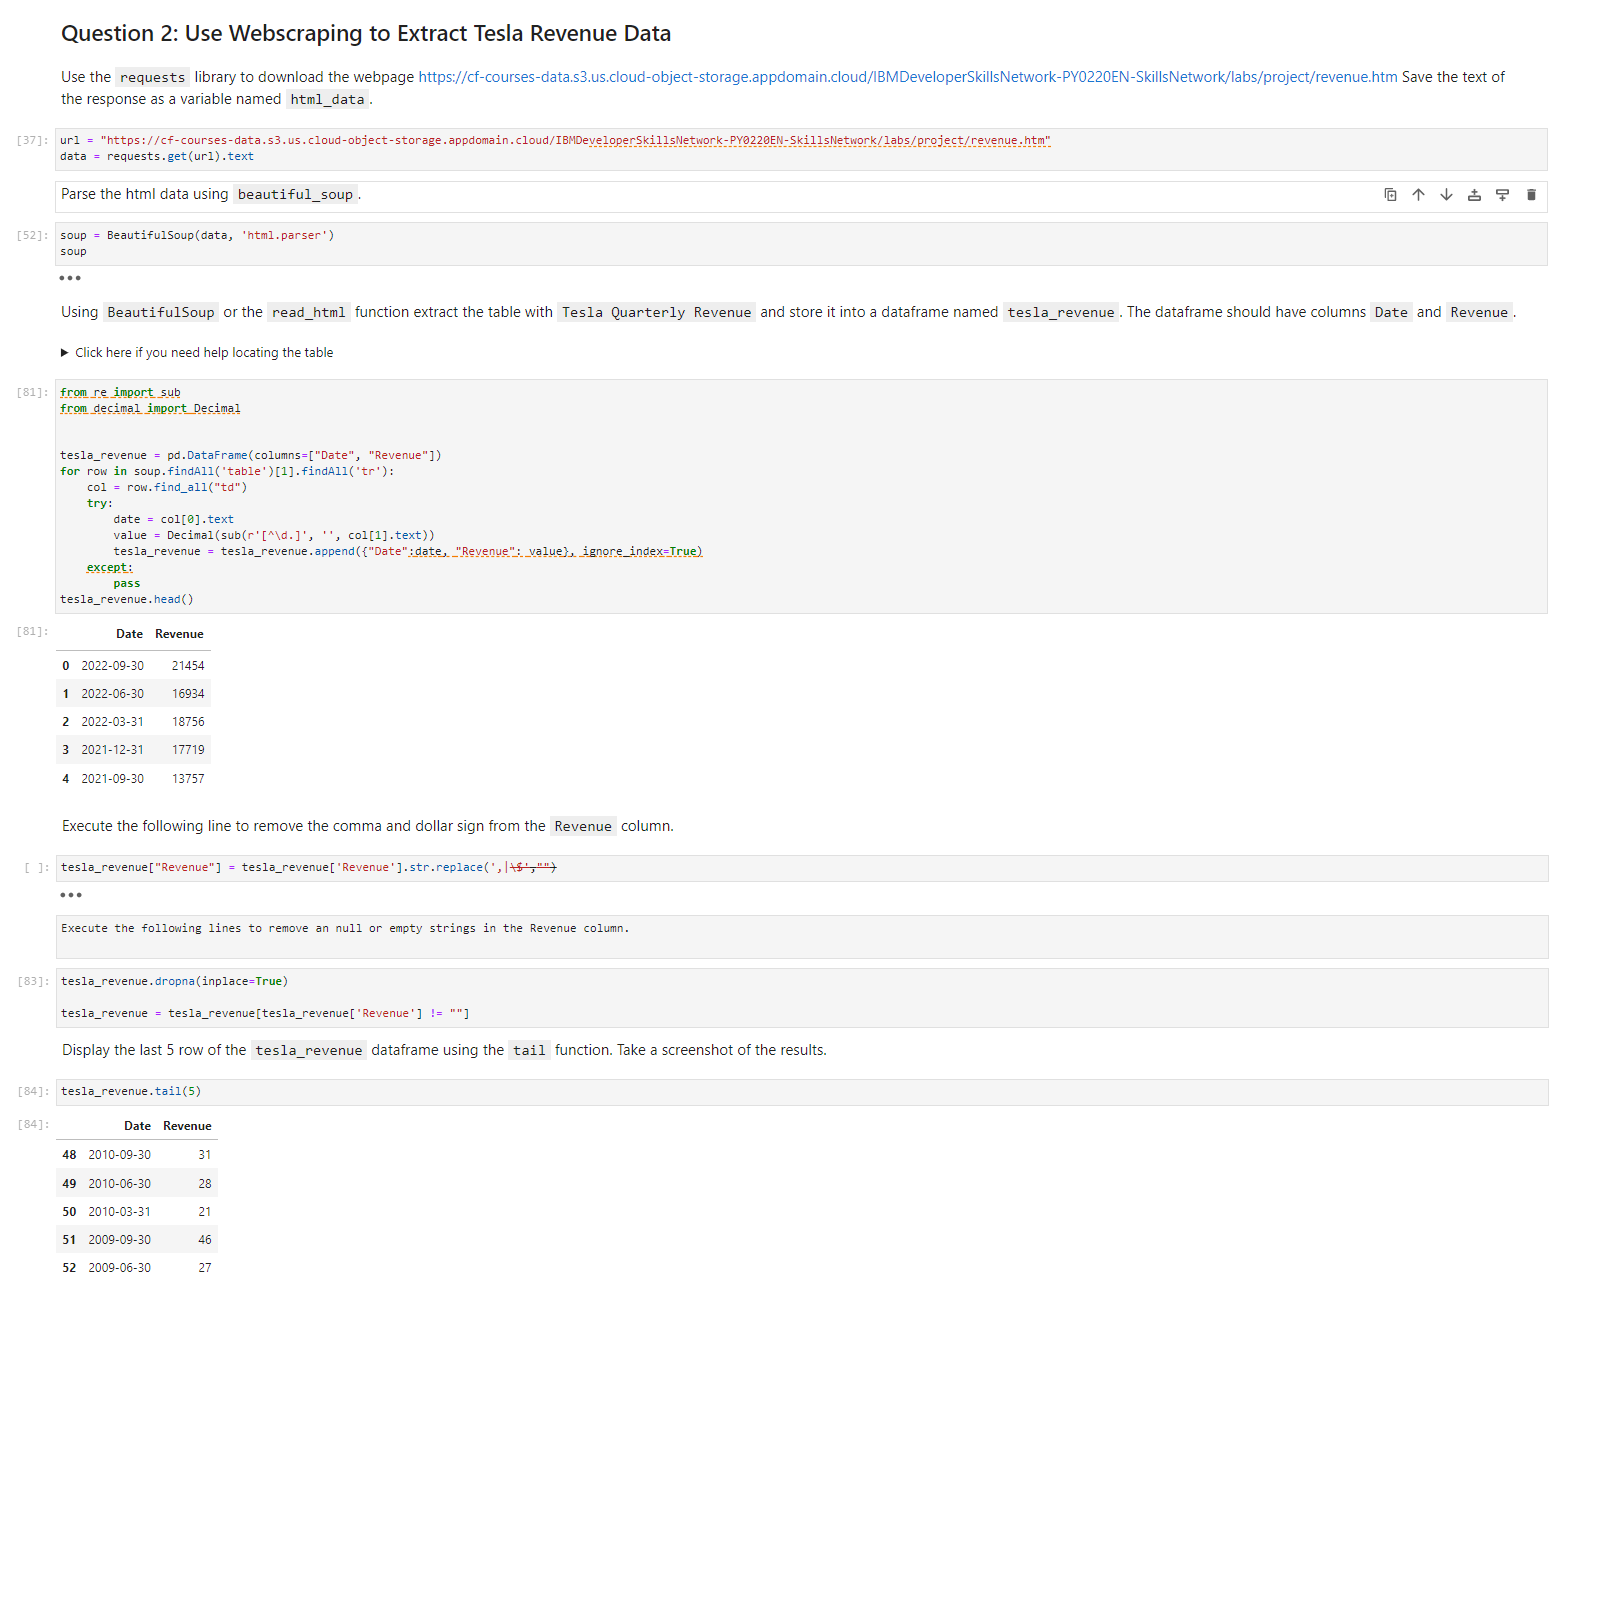 Question 2: Use Webscraping to Extract Tesla Revenue Data
Use the requests library to download the webpage https://cf-courses-data.s3.us.cloud-object-storage.appdomain.cloud/IBMDeveloperSkillsNetwork-PY0220EN-SkillsNetwork/labs/project/revenue.htm Save the text of
the response as a variable named html_data.
[37]: url = "https://cf-courses-data.s3.us.cloud-object-storage.appdomain.cloud/IBMDeveloperSkillsNetwork-PY0220EN-SkillsNetwork/labs/project/revenue.htm"
data = requests.get(url).text
Parse the html data using beautiful_soup.
[52]: soup = BeautifulSoup(data, 'html.parser')
soup
•••
Using BeautifulSoup or the read_html function extract the table with Tesla Quarterly Revenue and store it into a dataframe named tesla_revenue. The dataframe should have columns Date and Revenue.
▶ Click here if you need help locating the table
[81]: from re import sub
from decimal import Decimal
tesla_revenue = pd.DataFrame(columns=["Date", "Revenue"])
for row in soup.findAll('table')[1].findAll('tr'):
    col = row.find_all("td")
    try:
        date = col[0].text
        value = Decimal(sub(r'[^\d.]', '', col[1].text))
        tesla_revenue = tesla_revenue.append({"Date":date, "Revenue": value}, ignore_index=True)
    except:
        pass
tesla_revenue.head()
[81]: Date Revenue
0 2022-09-30 21454
1 2022-06-30 16934
2 2022-03-31 18756
3 2021-12-31 17719
4 2021-09-30 13757
Execute the following line to remove the comma and dollar sign from the Revenue column.
[ ]: tesla_revenue["Revenue"] = tesla_revenue['Revenue'].str.replace(',|\$',"")
•••
Execute the following lines to remove an null or empty strings in the Revenue column.
[83]: tesla_revenue.dropna(inplace=True)
tesla_revenue = tesla_revenue[tesla_revenue['Revenue'] != ""]
Display the last 5 row of the tesla_revenue dataframe using the tail function. Take a screenshot of the results.
[84]: tesla_revenue.tail(5)
[84]: Date Revenue
48 2010-09-30 31
49 2010-06-30 28
50 2010-03-31 21
51 2009-09-30 46
52 2009-06-30 27